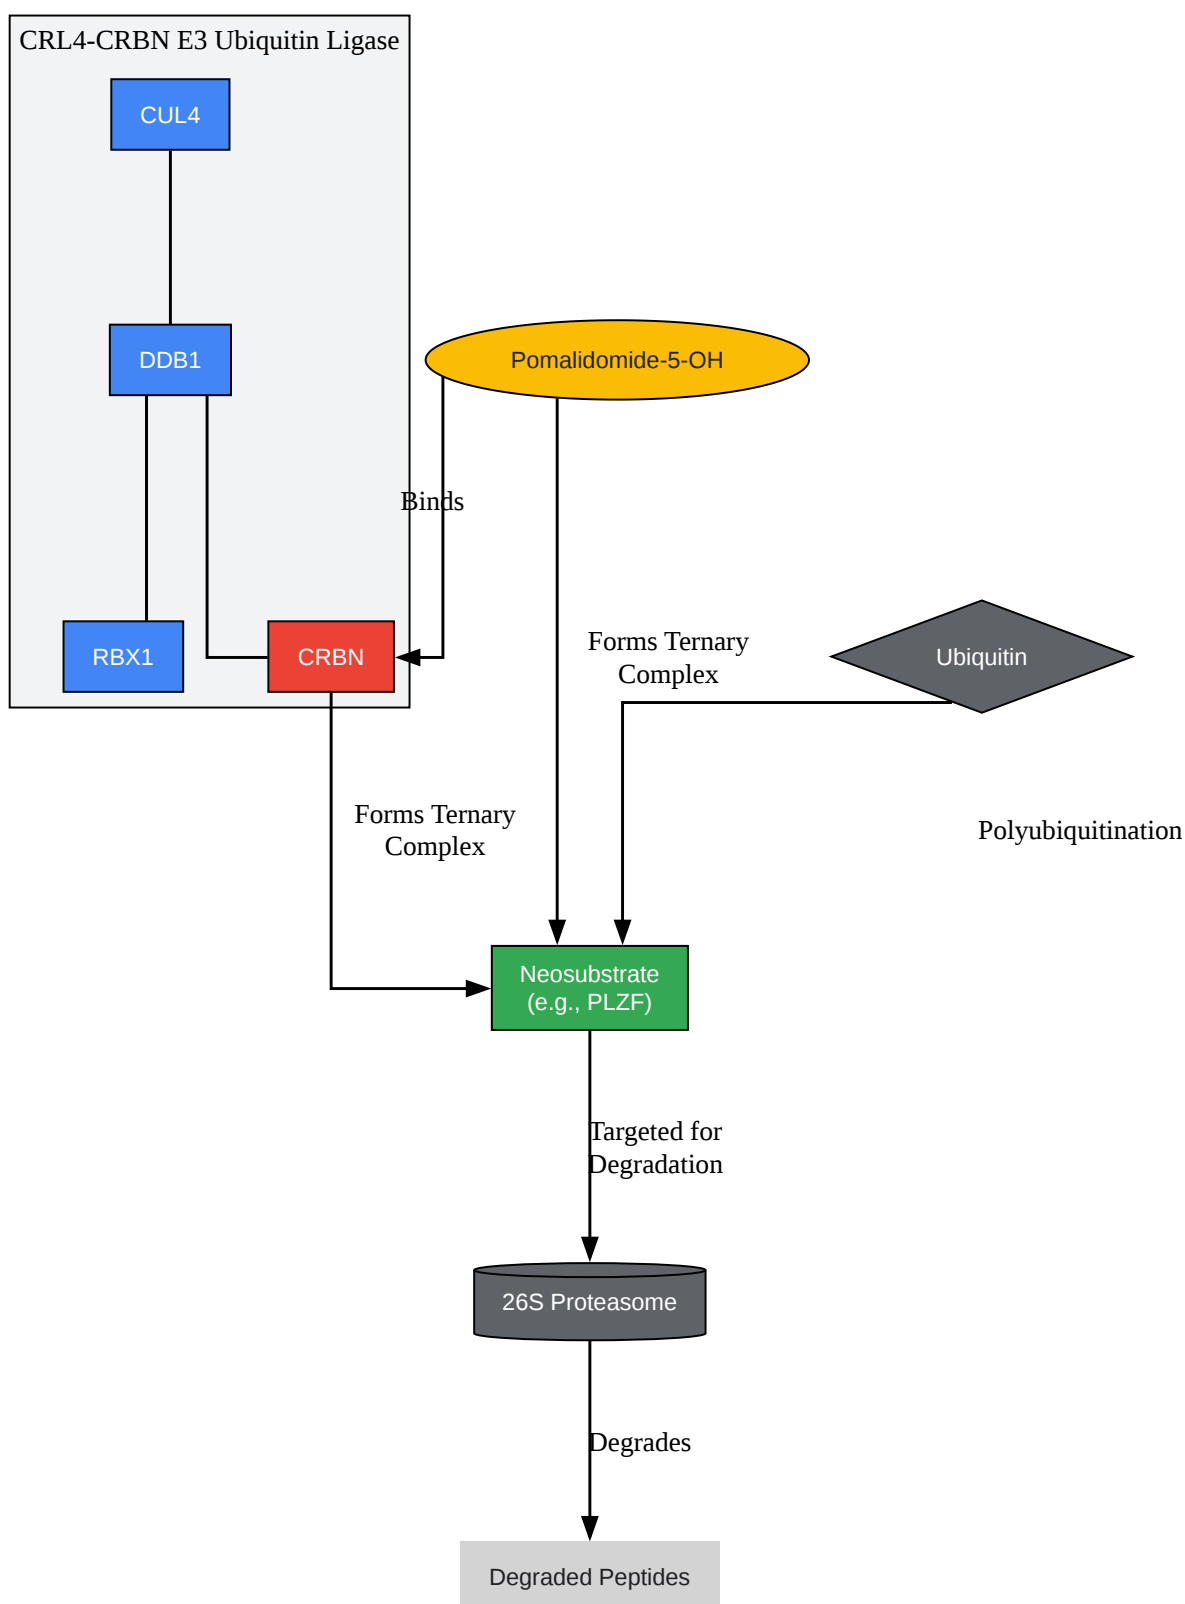 CRL4-CRBN E3 Ubiquitin Ligase
CUL4
DDB1
Pomalidomide-5-OH
Binds
RBX1
CRBN
Forms Ternary
Complex
Ubiquitin
Forms Ternary
Complex
Polyubiquitination
Neosubstrate
(e.g., PLZF)
Targeted for
Degradation
26S Proteasome
Degrades
Degraded Peptides